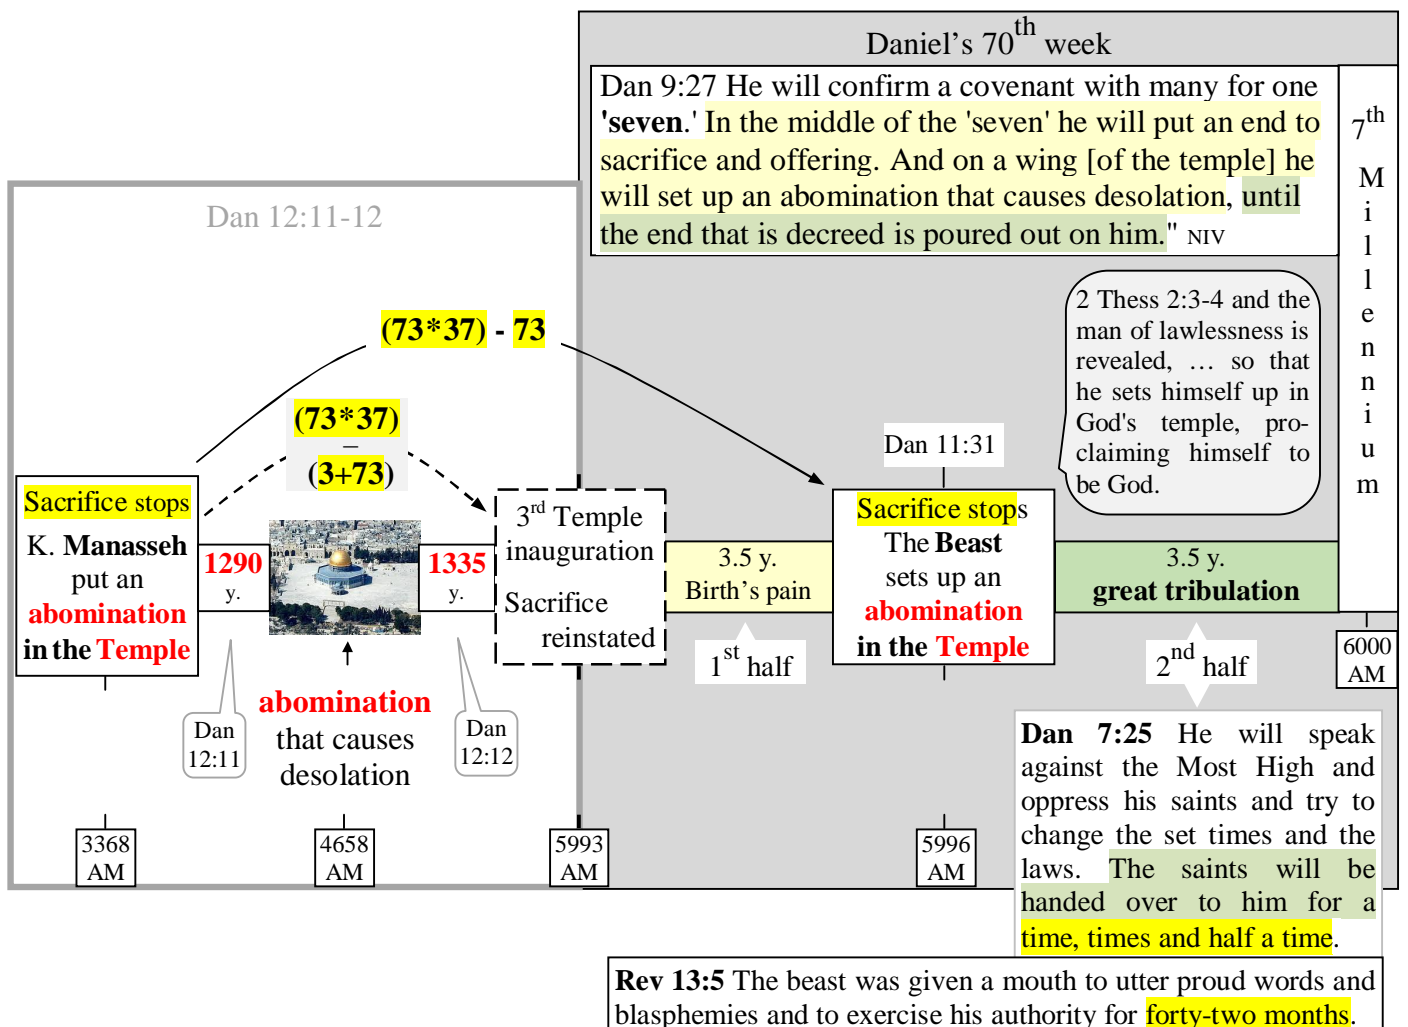 Daniel's 70th week
Dan 9:27 He will confirm a covenant with many for one
'seven.' In the middle of the 'seven' he will put an end to
sacrifice and offering. And on a wing [of the temple] he
will set up an abomination that causes desolation, until
the end that is decreed is poured out on him." NIV
7th
M
i
l
l
e
n
n
i
u
m
Dan 12:11-12
(73*37) - 73
(73*37)
–
(3+73)
2 Thess 2:3-4 and the
man of lawlessness is
revealed, … so that
he sets himself up in
God's temple, pro-
claiming himself to
be God.
Dan 11:31
Sacrifice stops
K. Manasseh
put an
abomination
in the Temple
1290
y.
1335
y.
3rd Temple
inauguration
Sacrifice
reinstated
3.5 y.
Birth's pain
Sacrifice stops
The Beast
sets up an
abomination
in the Temple
3.5 y.
great tribulation
1st half
2nd half
6000
AM
Dan
12:11
abomination
that causes
desolation
Dan
12:12
3368
AM
4658
AM
5993
AM
5996
AM
Dan 7:25 He will speak
against the Most High and
oppress his saints and try to
change the set times and the
laws. The saints will be
handed over to him for a
time, times and half a time.
Rev 13:5 The beast was given a mouth to utter proud words and
blasphemies and to exercise his authority for forty-two months.